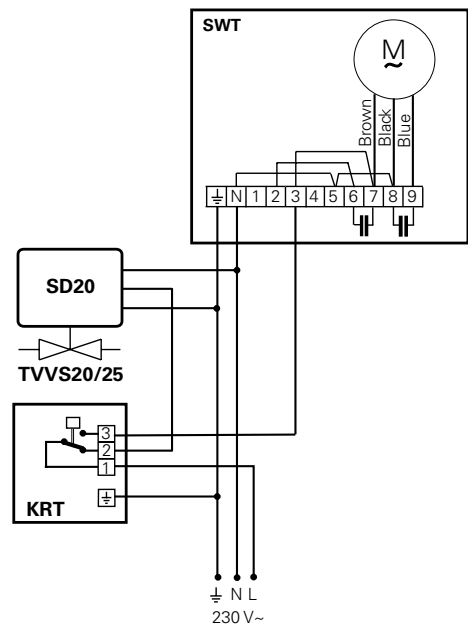 SWT
M
~
Brown
Black
Blue
N 1 2 3 4 5 6 7 8 9
SD20
TVVS20/25
3
2
1
KRT
N L
230 V~